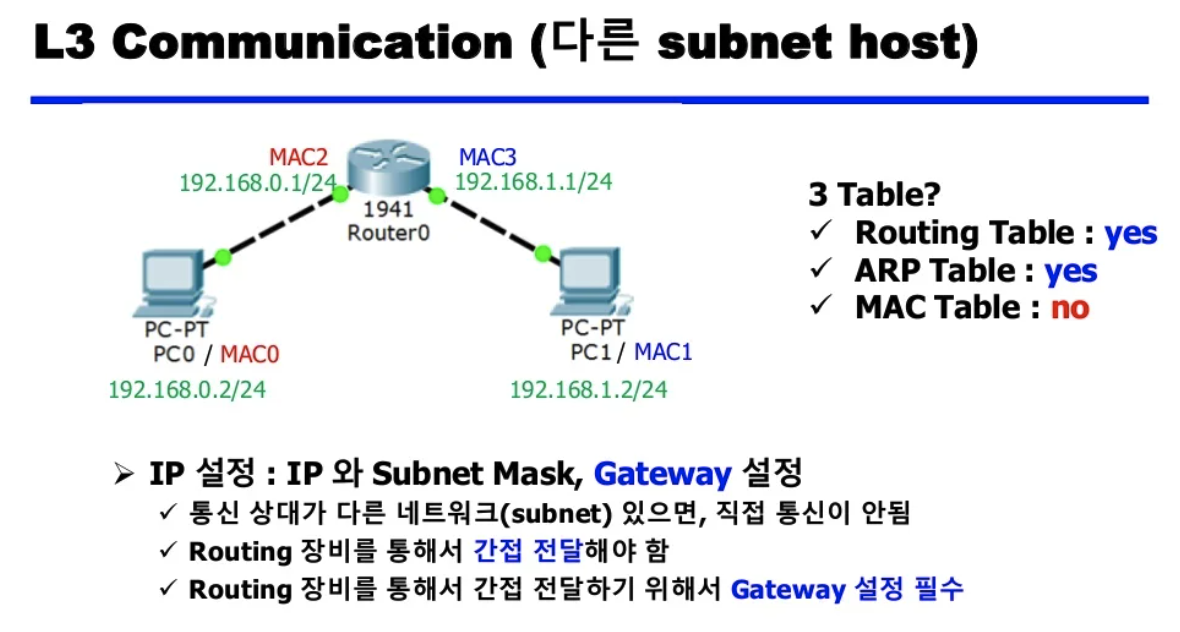 L3 Communication (다른 subnet host)
MAC2
MAC3
192.168.0.1/24
192.168.1.1/24
1941
Router0
PC-PT
PC0 / MAC0
192.168.0.2/24
PC-PT
PC1 / MAC1
192.168.1.2/24
3 Table?
✓ Routing Table : yes
✓ ARP Table : yes
✓ MAC Table : no
➢ IP 설정 : IP 와 Subnet Mask, Gateway 설정
✓ 통신 상대가 다른 네트워크(subnet) 있으면, 직접 통신이 안됨
✓ Routing 장비를 통해서 간접 전달해야 함
✓ Routing 장비를 통해서 간접 전달하기 위해서 Gateway 설정 필수